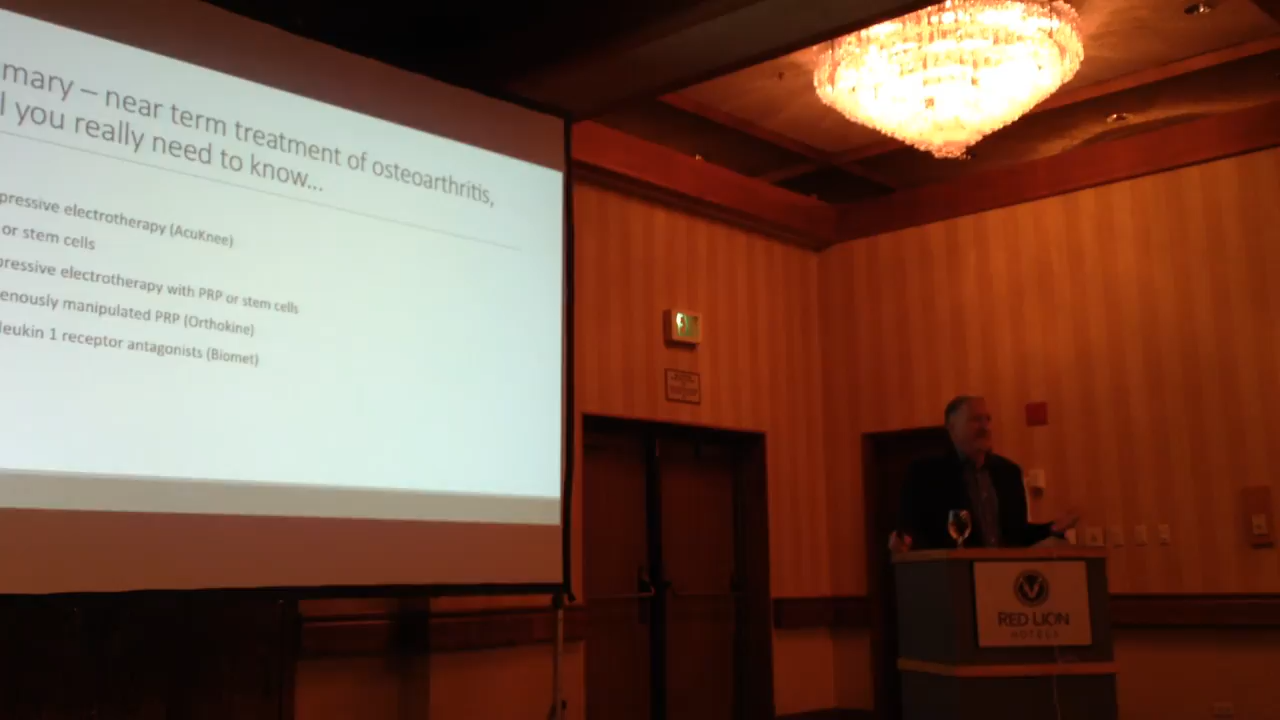 mary – near term treatment of osteoarthritis,
l you really need to know...
pressive electrotherapy (AcuKnee)
or stem cells
pressive electrotherapy with PRP or stem cells
enously manipulated PRP (Orthokine)
leukin 1 receptor antagonists (Biomet)
V
RED LION
HOTELS